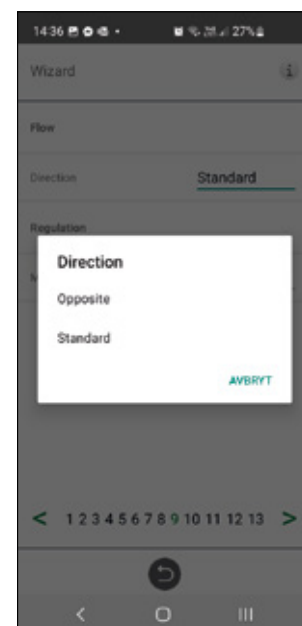 14:36 27%
Wizard
Flow
Direction Standard
Regulation
Direction
Opposite
Standard
AVBRYT
< 1 2 3 4 5 6 7 8 9 10 11 12 13 >